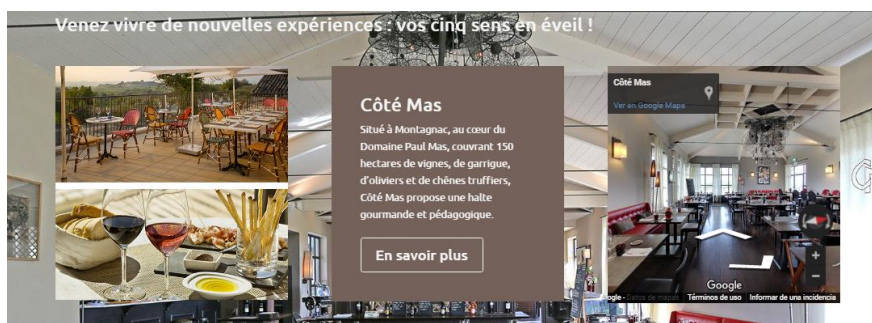 Venez vivre de nouvelles expériences : vos cinq sens en éveil !
Côté Mas
Situé à Montagnac, au cœur du
Domaine Paul Mas, couvrant 150
hectares de vignes, de garrigue,
d'oliviers et de chênes truffiers,
Côté Mas propose une halte
gourmande et pédagogique.
En savoir plus
Côté Mas
Ver en Google Maps
Google
Datos de mapas Términos de uso Informar de una incidencia